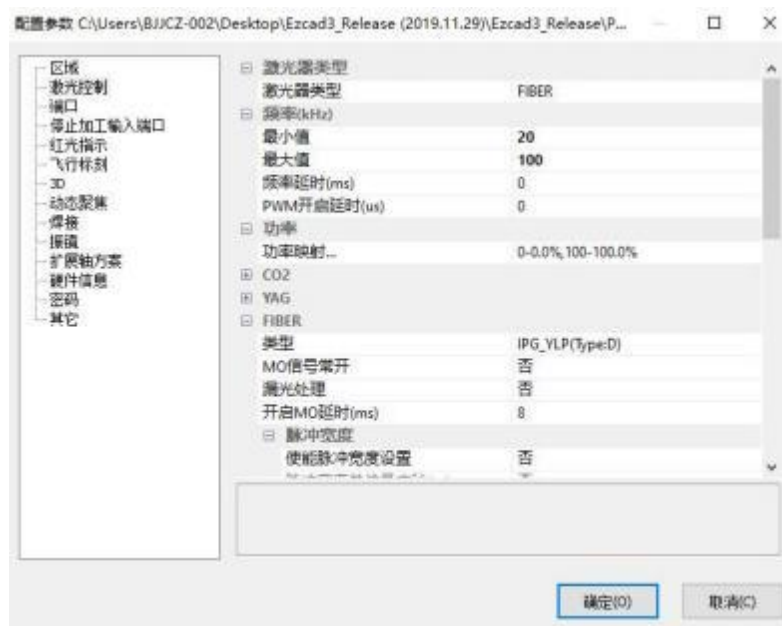 配置参数 C:\Users\BJJCZ-002\Desktop\Ezcad3_Release (2019.11.29)\Ezcad3_Release\P...
区域
激光控制
端口
停止加工输入端口
红光指示
飞行标刻
3D
动态聚焦
焊接
振镜
扩展轴方案
硬件信息
密码
其它
激光器类型
激光器类型 FIBER
频率(kHz)
最小值 20
最大值 100
频率延时(ms) 0
PWM开启延时(us) 0
功率
功率映射... 0-0.0%,100-100.0%
CO2
YAG
FIBER
类型 IPG_YLP(Type:D)
MO信号常开 否
漏光处理 否
开启MO延时(ms) 8
脉冲宽度
使能脉冲宽度设置 否
确定(O) 取消(C)